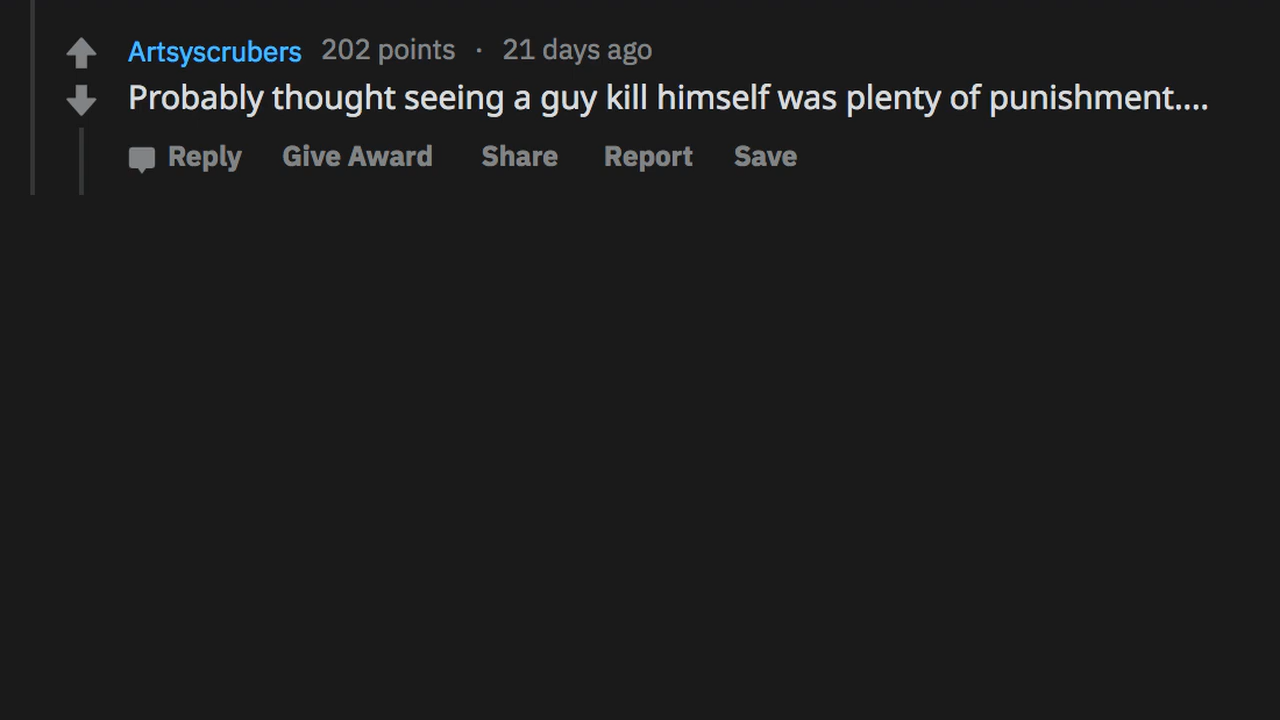 Artsyscrubers 202 points · 21 days ago
Probably thought seeing a guy kill himself was plenty of punishment....
Reply Give Award Share Report Save